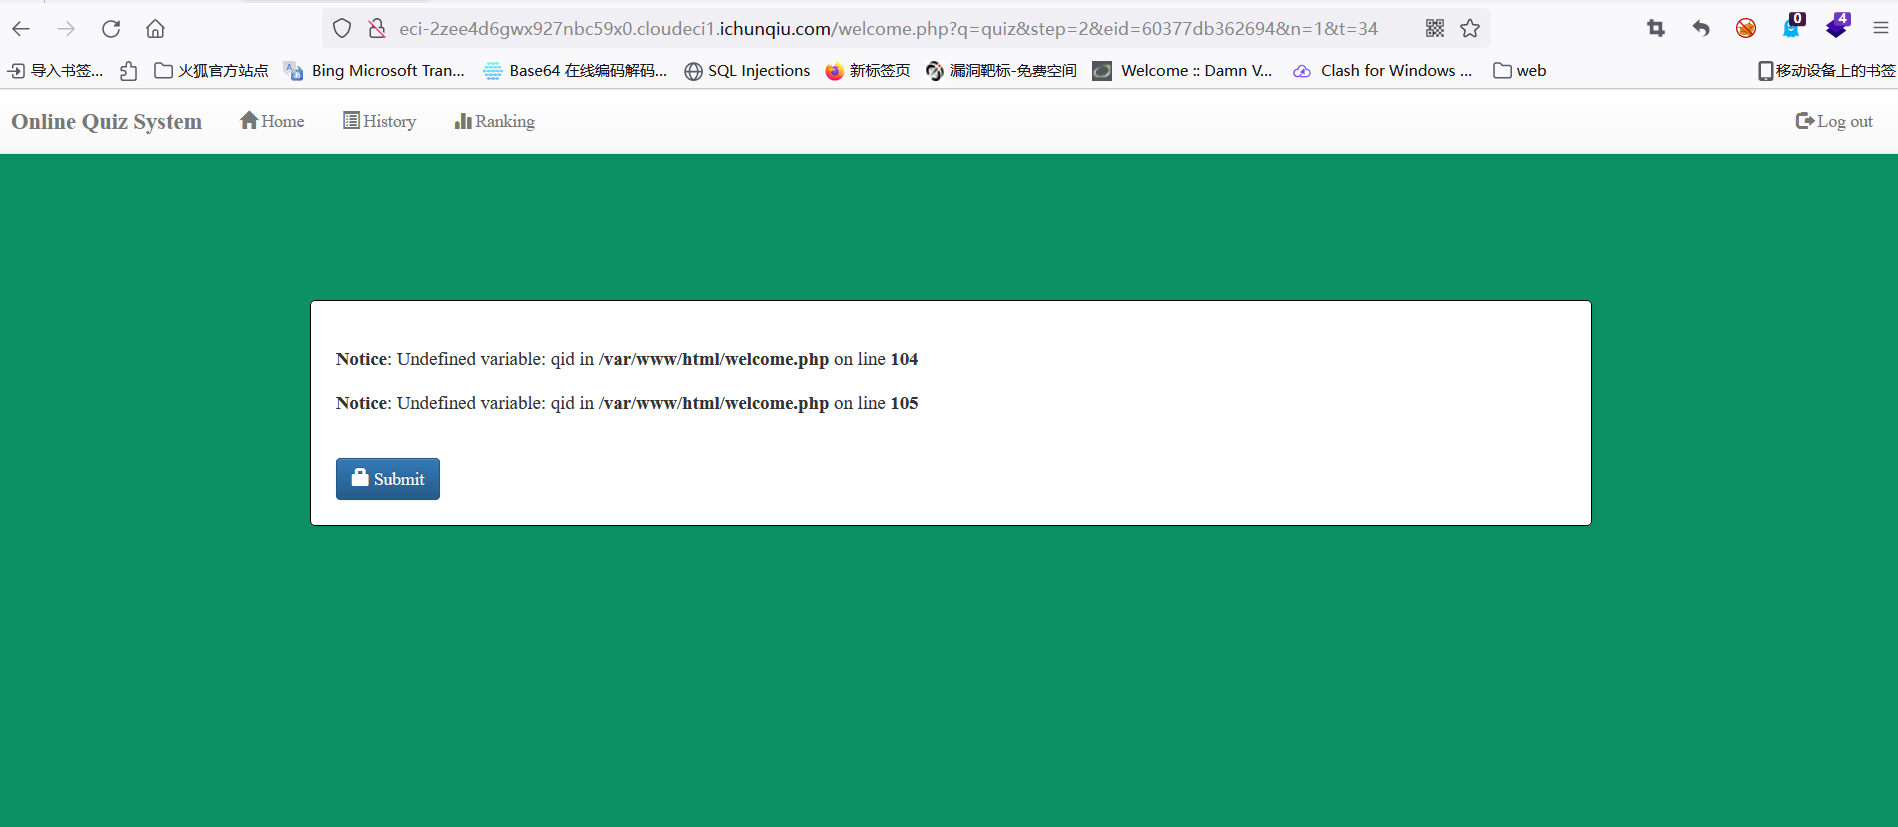 eci-2zee4d6gwx927nbc59x0.cloudeci1.ichunqiu.com/welcome.php?q=quiz&step=2&eid=60377db362694&n=1&t=34
0
4
导入书签... 火狐官方站点 Bing Microsoft Tran... Base64 在线编码解码... SQL Injections 新标签页 漏洞靶标-免费空间 Welcome :: Damn V... Clash for Windows ... web 移动设备上的书签
Online Quiz System Home History Ranking Log out
Notice: Undefined variable: qid in /var/www/html/welcome.php on line 104
Notice: Undefined variable: qid in /var/www/html/welcome.php on line 105
Submit